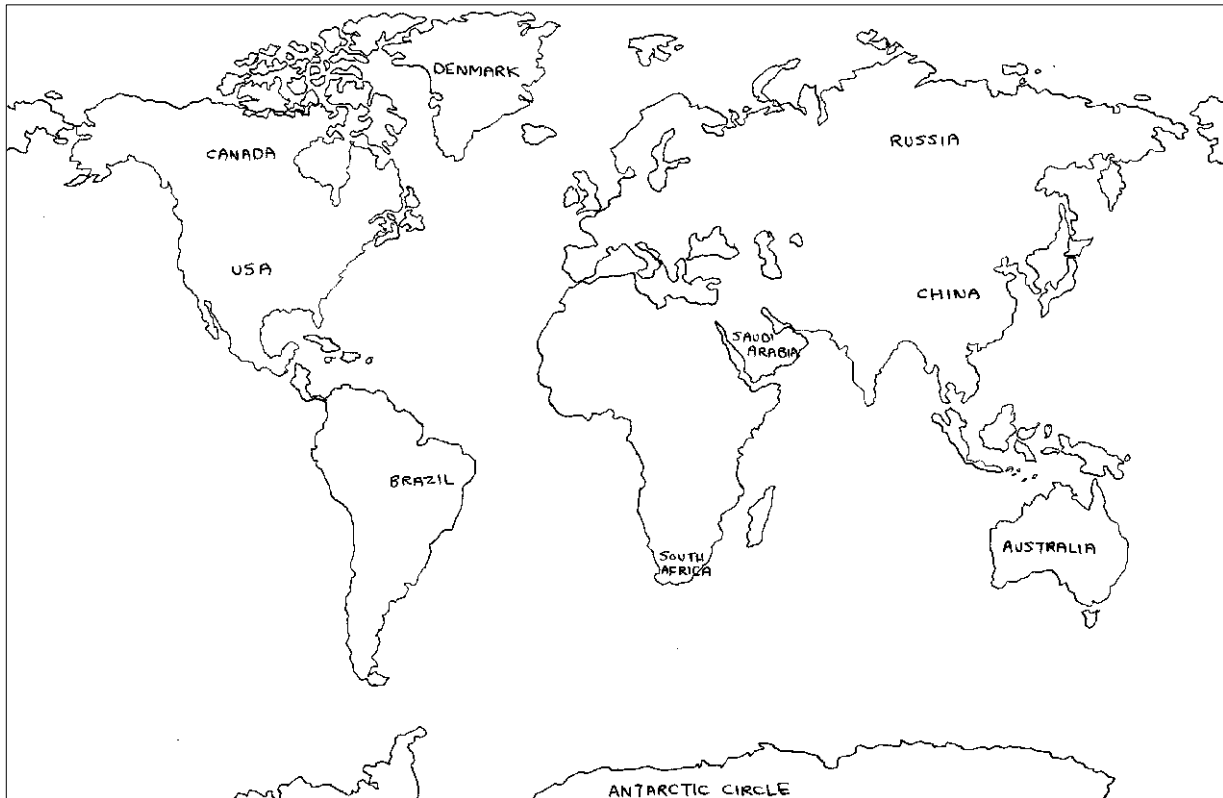 DENMARK
CANADA
RUSSIA
USA
CHINA
SAUDI
ARABIA
BRAZIL
SOUTH
AFRICA
AUSTRALIA
ANTARCTIC CIRCLE